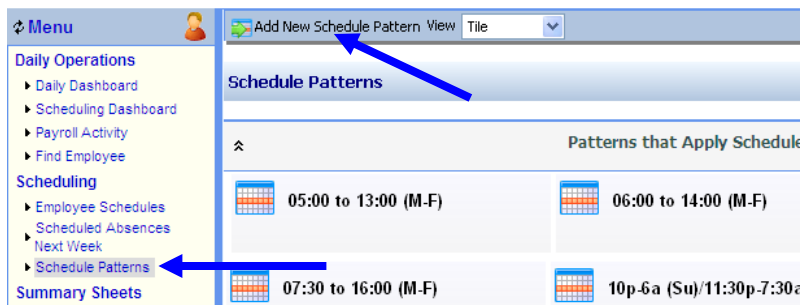 Menu
Daily Operations
Daily Dashboard
Scheduling Dashboard
Payroll Activity
Find Employee
Scheduling
Employee Schedules
Scheduled Absences
Next Week
Schedule Patterns
Summary Sheets
Add New Schedule Pattern View Tile
Schedule Patterns
Patterns that Apply Schedule
05:00 to 13:00 (M-F)
06:00 to 14:00 (M-F)
07:30 to 16:00 (M-F)
10p-6a (Su)/11:30p-7:30a